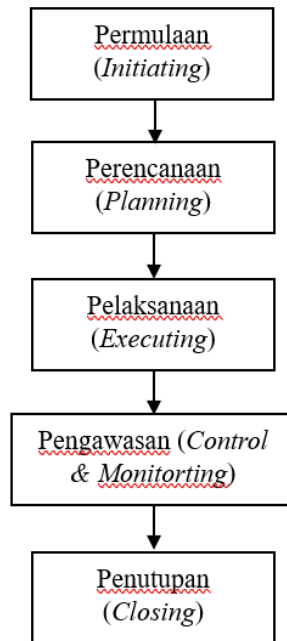 Permulaan
(Initiating)
Perencanaan
(Planning)
Pelaksanaan
(Executing)
Pengawasan (Control
& Monitorting)
Penutupan
(Closing)